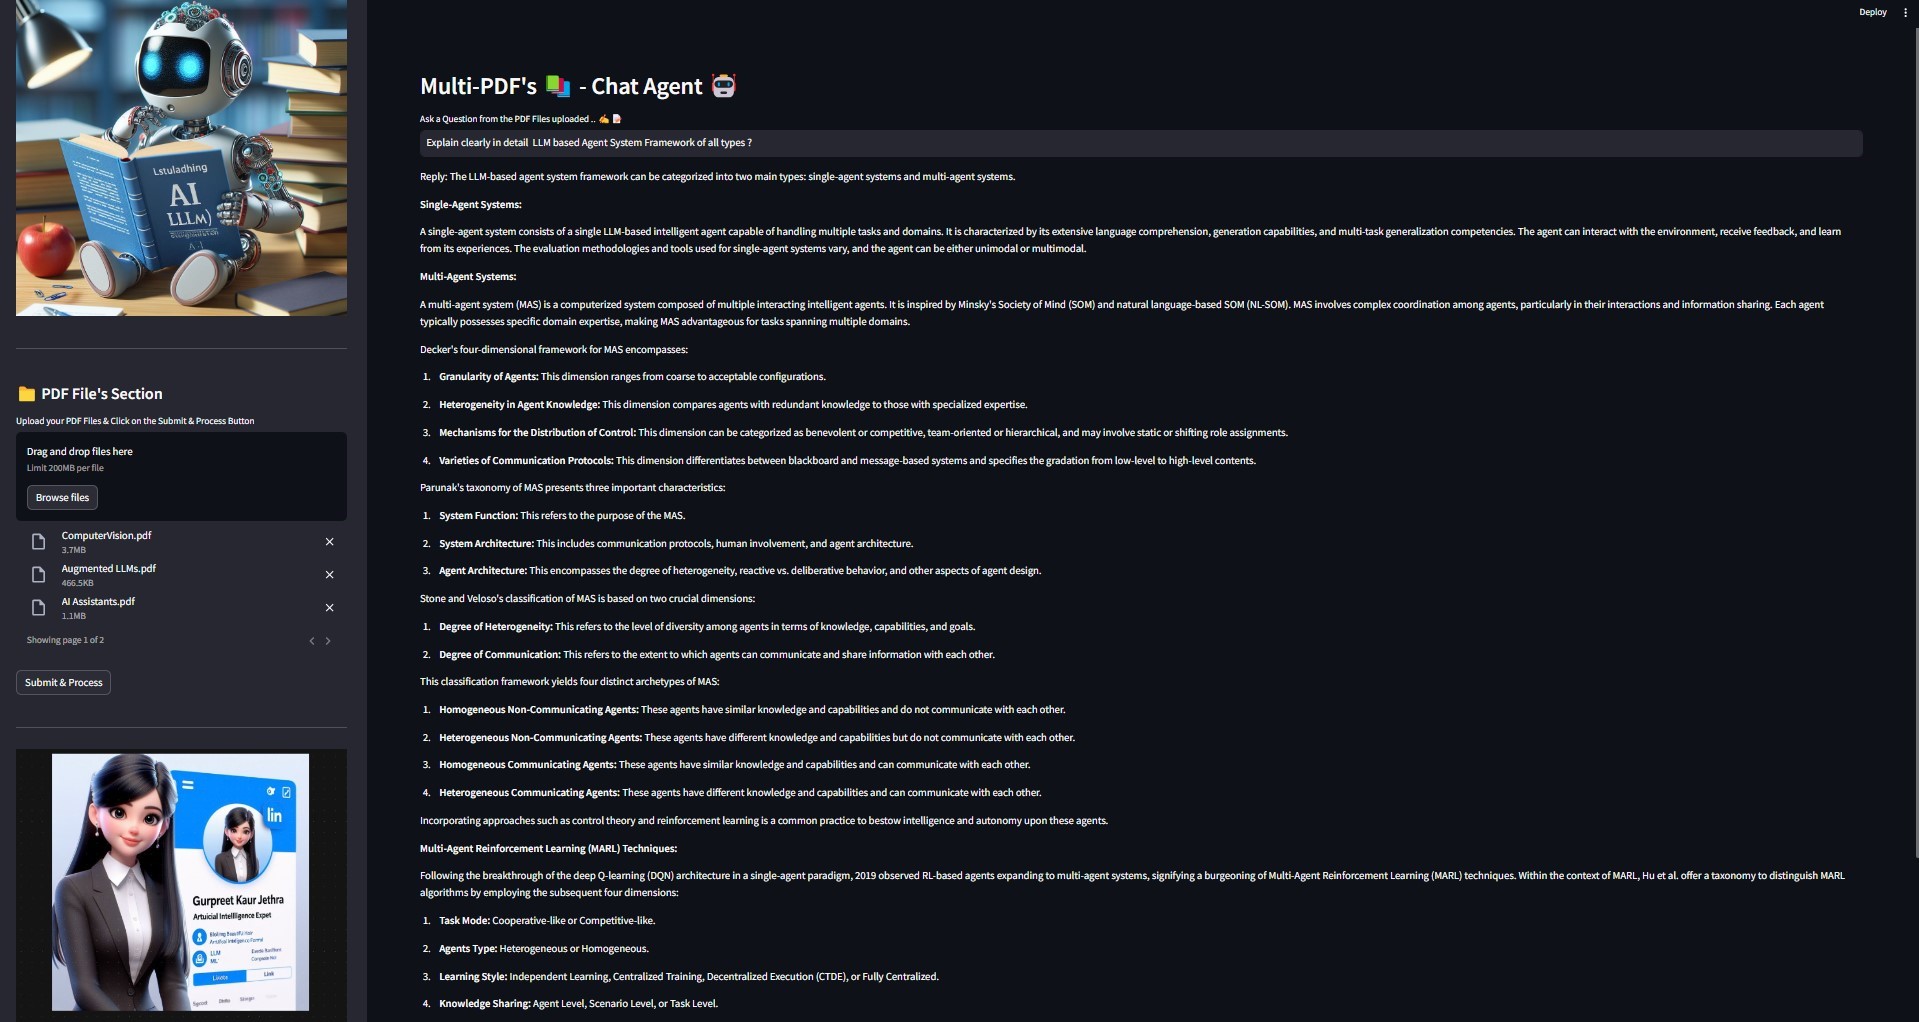 Lstuladhing
AI
LLLM)
A-1
PDF File's Section
Upload your PDF Files & Click on the Submit & Process Button
Drag and drop files here
Limit 200MB per file
Browse files
ComputerVision.pdf
3.7MB
Augmented LLMs.pdf
466.5KB
AI Assistants.pdf
1.1MB
Showing page 1 of 2
Submit & Process
lin
Gurpreet Kaur Jethra
Artuicial Intellligence Expet
LLM
ML
Link
Deploy
Multi-PDF's 📚 - Chat Agent 🤖
Ask a Question from the PDF Files uploaded .. ✍️ 📝
Explain clearly in detail  LLM based Agent System Framework of all types ?
Reply: The LLM-based agent system framework can be categorized into two main types: single-agent systems and multi-agent systems.
Single-Agent Systems:
A single-agent system consists of a single LLM-based intelligent agent capable of handling multiple tasks and domains. It is characterized by its extensive language comprehension, generation capabilities, and multi-task generalization competencies. The agent can interact with the environment, receive feedback, and learn
from its experiences. The evaluation methodologies and tools used for single-agent systems vary, and the agent can be either unimodal or multimodal.
Multi-Agent Systems:
A multi-agent system (MAS) is a computerized system composed of multiple interacting intelligent agents. It is inspired by Minsky's Society of Mind (SOM) and natural language-based SOM (NL-SOM). MAS involves complex coordination among agents, particularly in their interactions and information sharing. Each agent
typically possesses specific domain expertise, making MAS advantageous for tasks spanning multiple domains.
Decker's four-dimensional framework for MAS encompasses:
1. Granularity of Agents: This dimension ranges from coarse to acceptable configurations.
2. Heterogeneity in Agent Knowledge: This dimension compares agents with redundant knowledge to those with specialized expertise.
3. Mechanisms for the Distribution of Control: This dimension can be categorized as benevolent or competitive, team-oriented or hierarchical, and may involve static or shifting role assignments.
4. Varieties of Communication Protocols: This dimension differentiates between blackboard and message-based systems and specifies the gradation from low-level to high-level contents.
Parunak's taxonomy of MAS presents three important characteristics:
1. System Function: This refers to the purpose of the MAS.
2. System Architecture: This includes communication protocols, human involvement, and agent architecture.
3. Agent Architecture: This encompasses the degree of heterogeneity, reactive vs. deliberative behavior, and other aspects of agent design.
Stone and Veloso's classification of MAS is based on two crucial dimensions:
1. Degree of Heterogeneity: This refers to the level of diversity among agents in terms of knowledge, capabilities, and goals.
2. Degree of Communication: This refers to the extent to which agents can communicate and share information with each other.
This classification framework yields four distinct archetypes of MAS:
1. Homogeneous Non-Communicating Agents: These agents have similar knowledge and capabilities and do not communicate with each other.
2. Heterogeneous Non-Communicating Agents: These agents have different knowledge and capabilities but do not communicate with each other.
3. Homogeneous Communicating Agents: These agents have similar knowledge and capabilities and can communicate with each other.
4. Heterogeneous Communicating Agents: These agents have different knowledge and capabilities and can communicate with each other.
Incorporating approaches such as control theory and reinforcement learning is a common practice to bestow intelligence and autonomy upon these agents.
Multi-Agent Reinforcement Learning (MARL) Techniques:
Following the breakthrough of the deep Q-learning (DQN) architecture in a single-agent paradigm, 2019 observed RL-based agents expanding to multi-agent systems, signifying a burgeoning of Multi-Agent Reinforcement Learning (MARL) techniques. Within the context of MARL, Hu et al. offer a taxonomy to distinguish MARL
algorithms by employing the subsequent four dimensions:
1. Task Mode: Cooperative-like or Competitive-like.
2. Agents Type: Heterogeneous or Homogeneous.
3. Learning Style: Independent Learning, Centralized Training, Decentralized Execution (CTDE), or Fully Centralized.
4. Knowledge Sharing: Agent Level, Scenario Level, or Task Level.